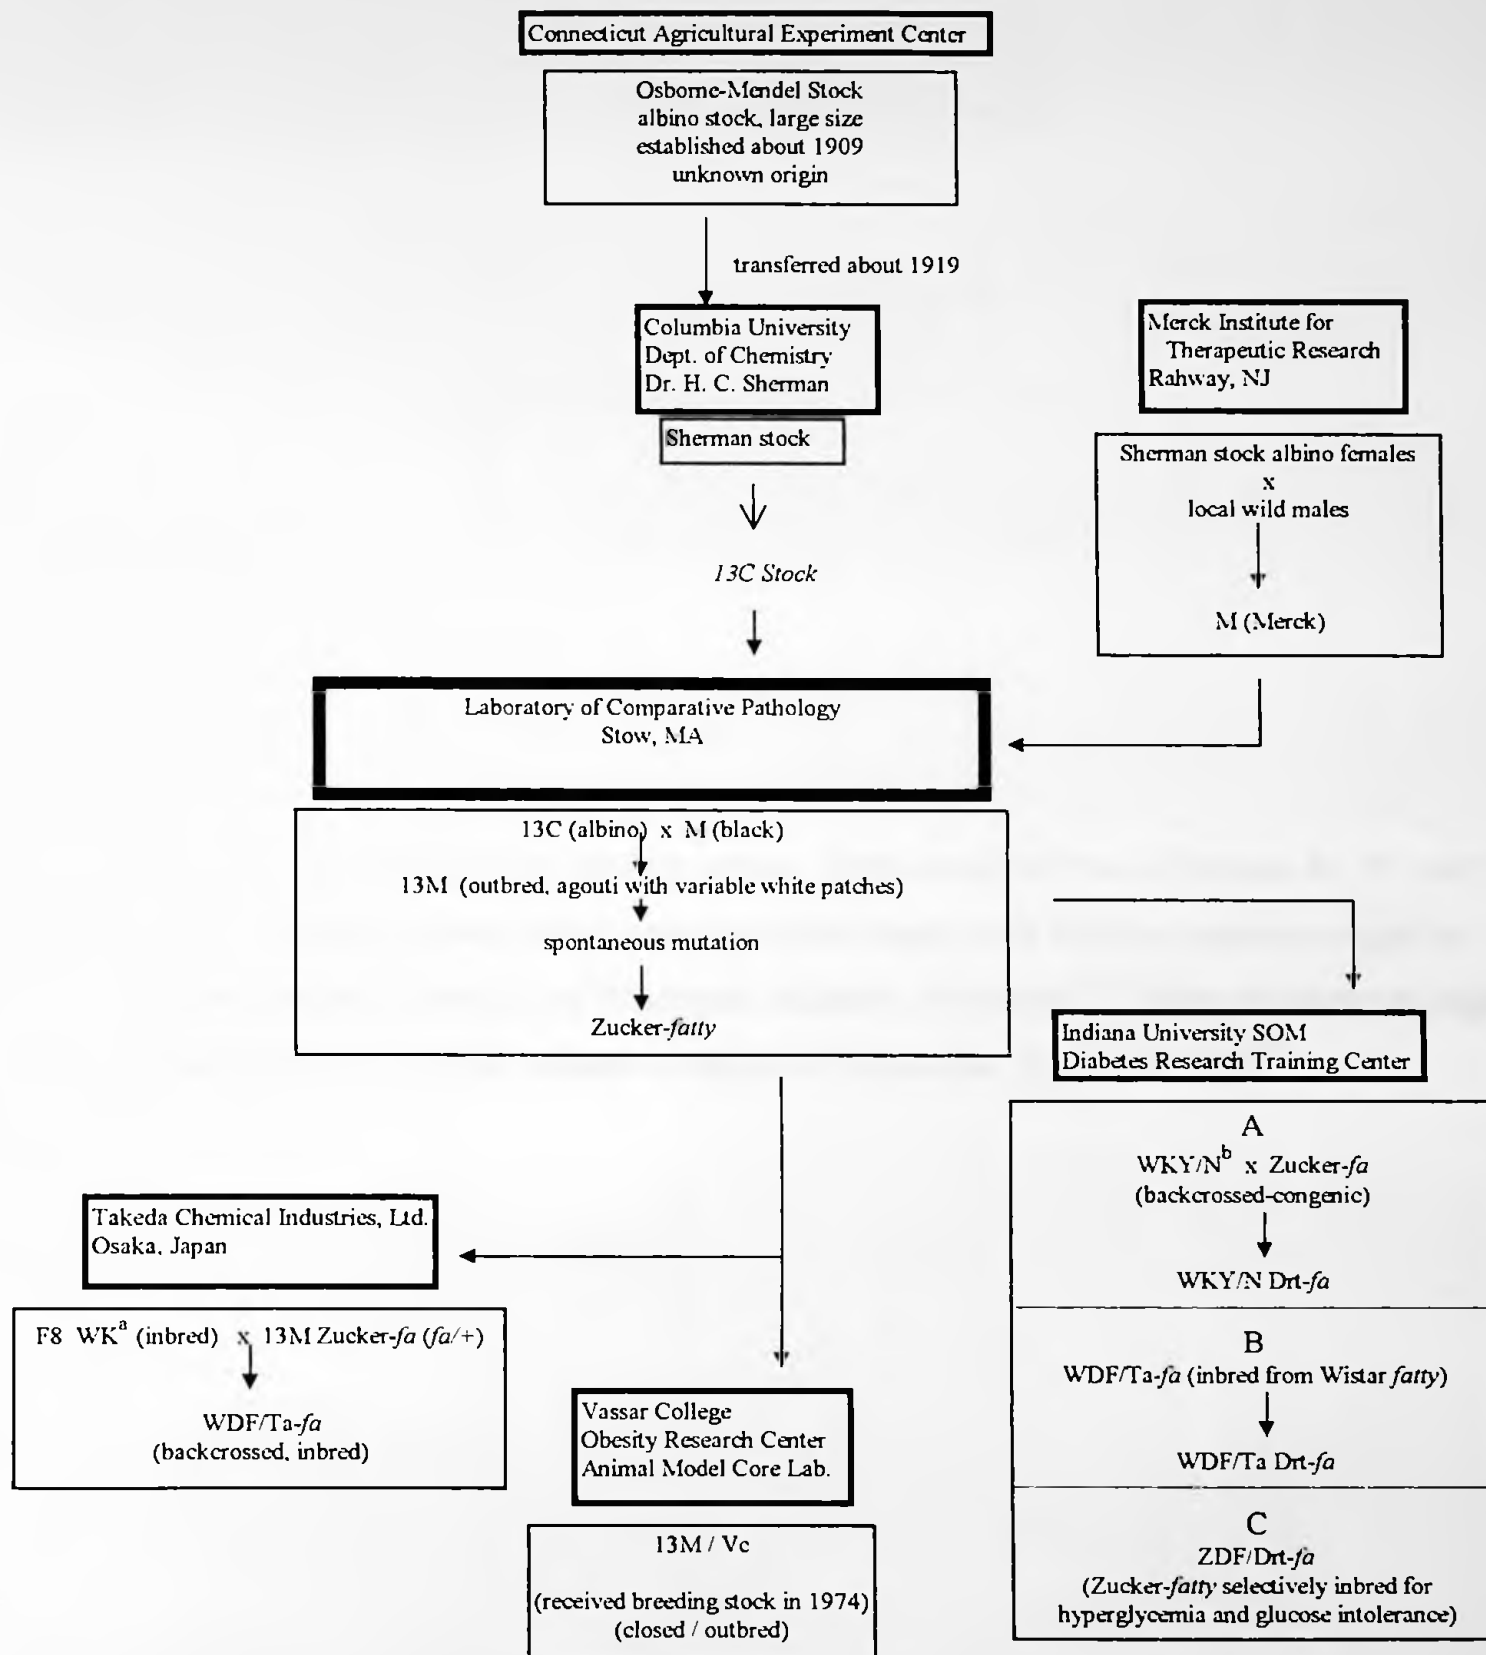 Connecticut Agricultural Experiment Center
Osborne-Mendel Stock
albino stock, large size
established about 1909
unknown origin
transferred about 1919
Columbia University
Dept. of Chemistry
Dr. H. C. Sherman
Sherman stock
Merck Institute for
Therapeutic Research
Rahway, NJ
Sherman stock albino females
x
local wild males
M (Merck)
13C Stock
Laboratory of Comparative Pathology
Stow, MA
13C (albino) x M (black)
13M (outbred, agouti with variable white patches)
spontaneous mutation
Zucker-fatty
Indiana University SOM
Diabetes Research Training Center
A
WKY/Nᵇ x Zucker-fa
(backcrossed-congenic)
WKY/N Drt-fa
B
WDF/Ta-fa (inbred from Wistar fatty)
WDF/Ta Drt-fa
C
ZDF/Drt-fa
(Zucker-fatty selectively inbred for
hyperglycemia and glucose intolerance)
Takeda Chemical Industries, Ltd.
Osaka, Japan
F8 WKᵃ (inbred) x 13M Zucker-fa (fa/+)
WDF/Ta-fa
(backcrossed, inbred)
Vassar College
Obesity Research Center
Animal Model Core Lab.
13M / Vc
(received breeding stock in 1974)
(closed / outbred)